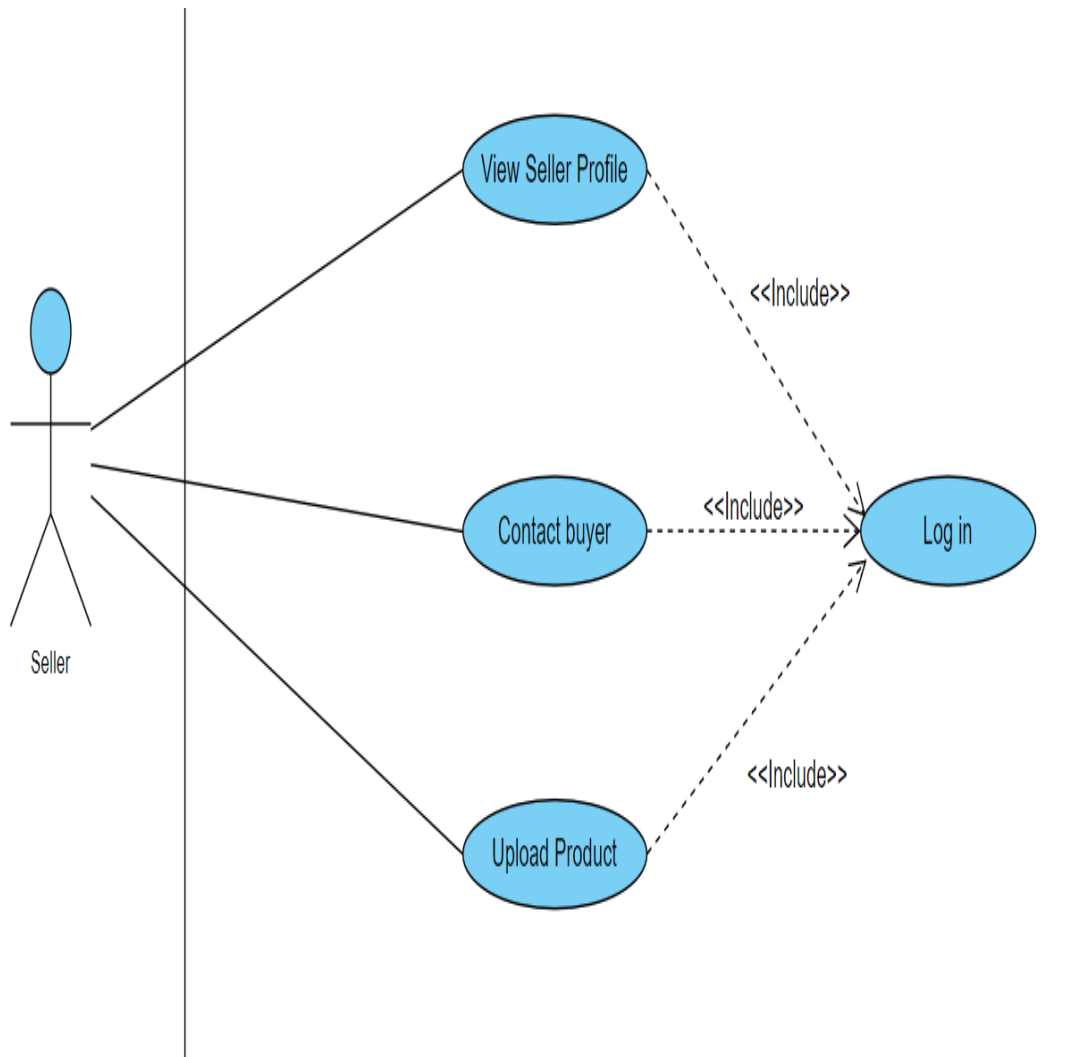 View Seller Profile
<<Include>>
Contact buyer
<<Include>>
Log in
Seller
<<Include>>
Upload Product